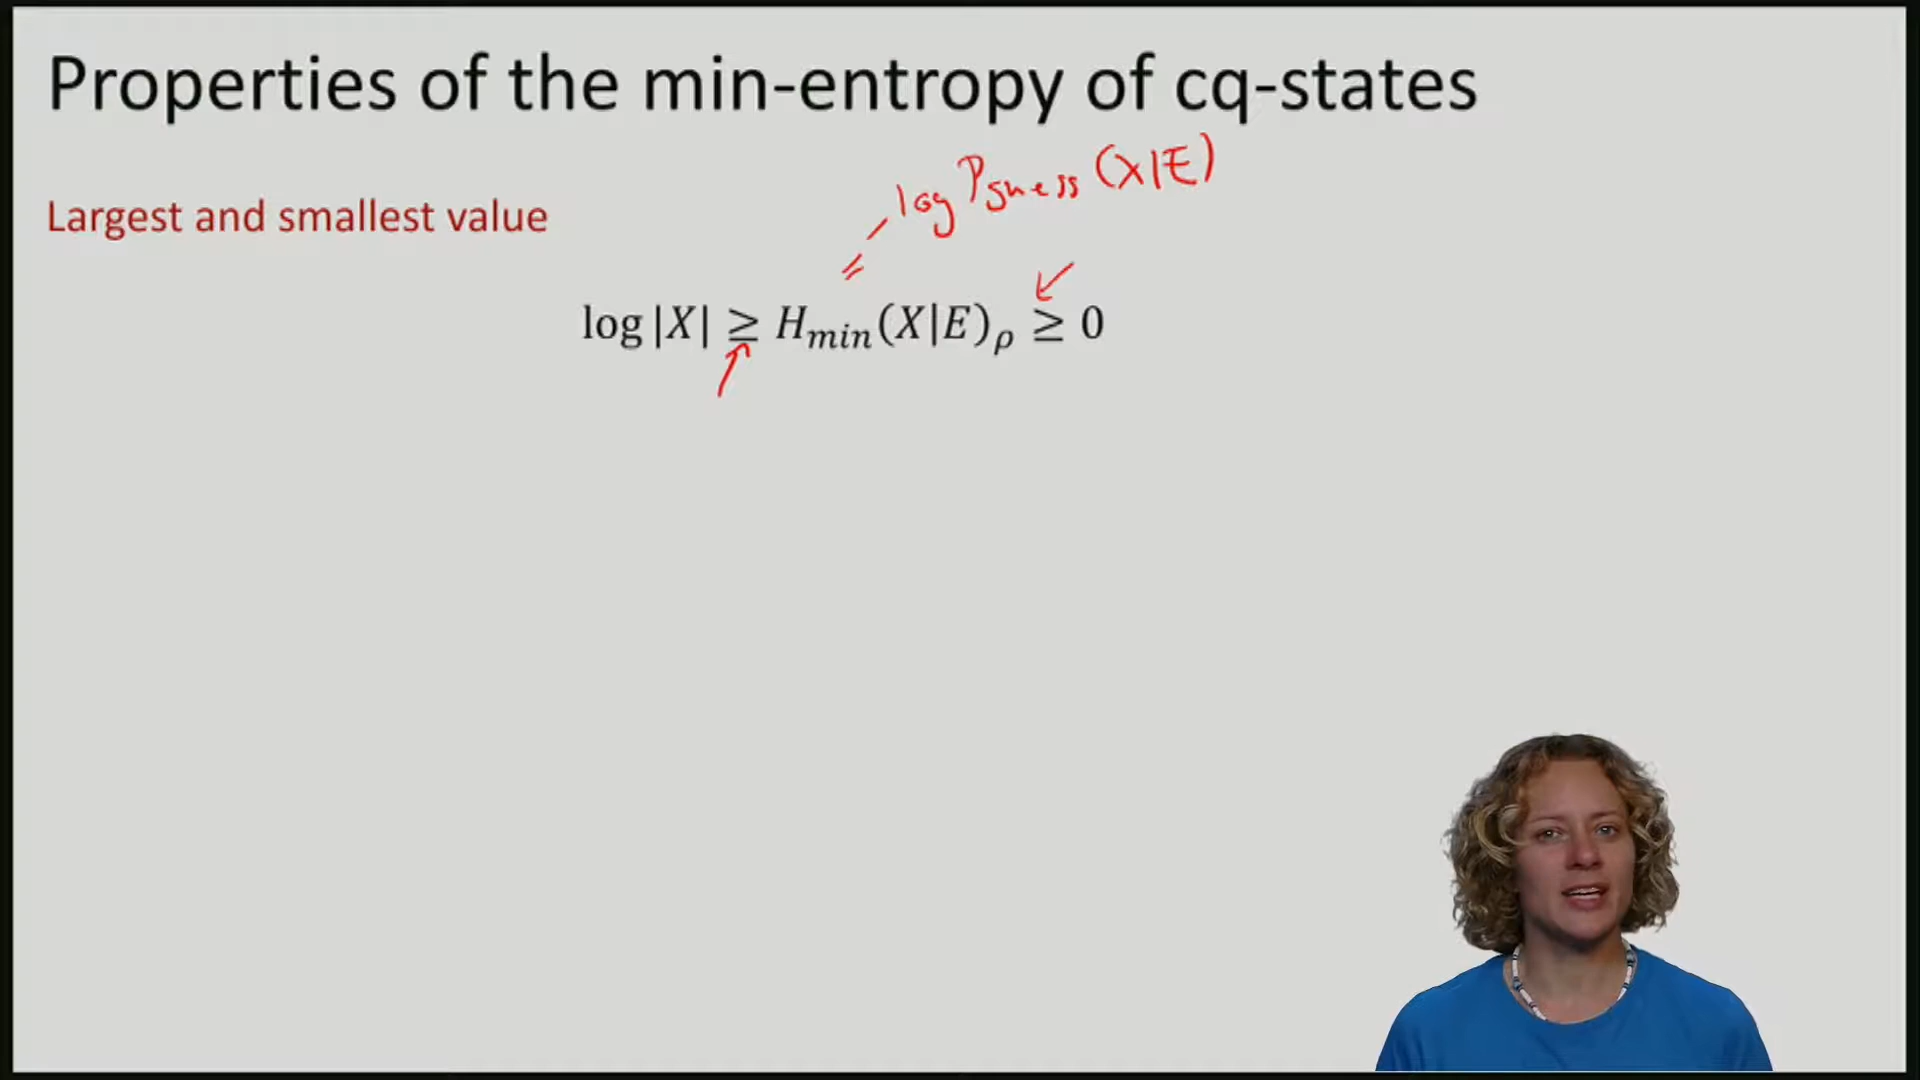 Properties of the min-entropy of cq-states
= - log Pguess (X|E)
Largest and smallest value
log |X| ≥ Hmin(X|E)ρ ≥ 0